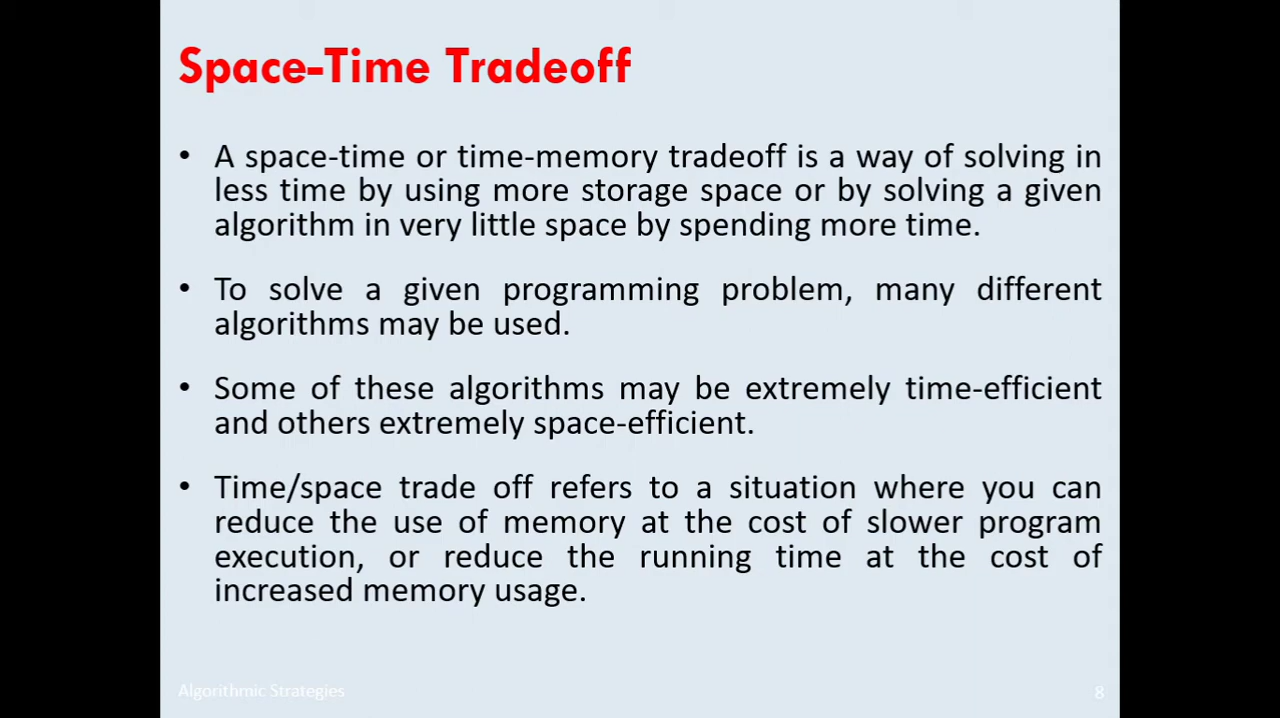 Space-Time Tradeoff
• A space-time or time-memory tradeoff is a way of solving in
less time by using more storage space or by solving a given
algorithm in very little space by spending more time.
• To solve a given programming problem, many different
algorithms may be used.
• Some of these algorithms may be extremely time-efficient
and others extremely space-efficient.
• Time/space trade off refers to a situation where you can
reduce the use of memory at the cost of slower program
execution, or reduce the running time at the cost of
increased memory usage.
Algorithmic Strategies
8